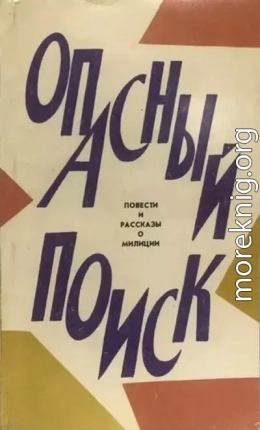 ОПАСНЫЙ
ПОВЕСТИ
И
РАССКАЗЫ
О
МИЛИЦИИ
ПОИСК
moreknig.org